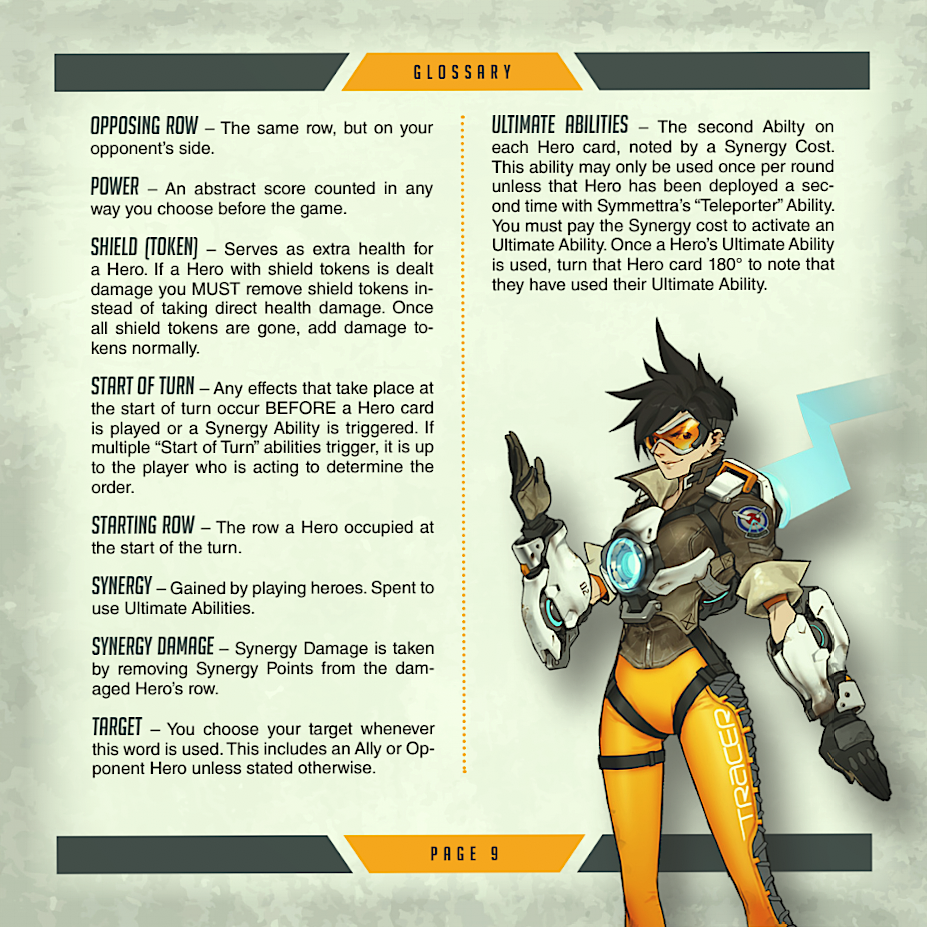 GLOSSARY
OPPOSING ROW – The same row, but on your
opponent's side.
POWER – An abstract score counted in any
way you choose before the game.
SHIELD (TOKEN) – Serves as extra health for
a Hero. If a Hero with shield tokens is dealt
damage you MUST remove shield tokens in-
stead of taking direct health damage. Once
all shield tokens are gone, add damage to-
kens normally.
START OF TURN – Any effects that take place at
the start of turn occur BEFORE a Hero card
is played or a Synergy Ability is triggered. If
multiple “Start of Turn” abilities trigger, it is up
to the player who is acting to determine the
order.
STARTING ROW – The row a Hero occupied at
the start of the turn.
SYNERGY – Gained by playing heroes. Spent to
use Ultimate Abilities.
SYNERGY DAMAGE – Synergy Damage is taken
by removing Synergy Points from the dam-
aged Hero's row.
TARGET – You choose your target whenever
this word is used. This includes an Ally or Op-
ponent Hero unless stated otherwise.
ULTIMATE ABILITIES – The second Abilty on
each Hero card, noted by a Synergy Cost.
This ability may only be used once per round
unless that Hero has been deployed a sec-
ond time with Symmettra's “Teleporter” Ability.
You must pay the Synergy cost to activate an
Ultimate Ability. Once a Hero's Ultimate Ability
is used, turn that Hero card 180° to note that
they have used their Ultimate Ability.
TRACER
PAGE 9